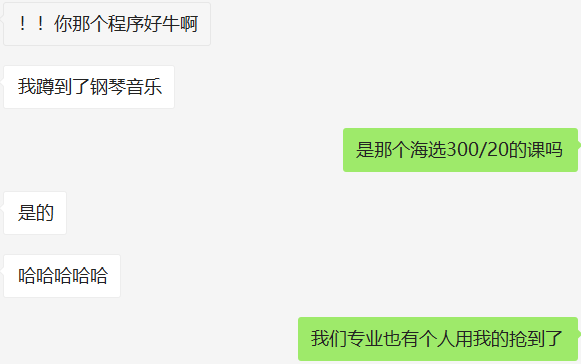 ！！你那个程序好牛啊
我蹲到了钢琴音乐
是那个海选300/20的课吗
是的
哈哈哈哈哈
我们专业也有个人用我的抢到了